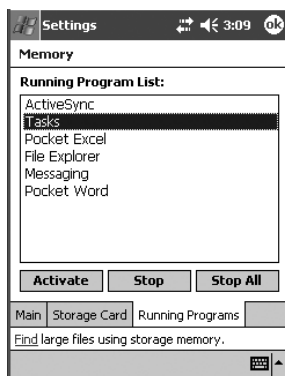 Settings 3:09 ok
Memory
Running Program List:
ActiveSync
Tasks
Pocket Excel
File Explorer
Messaging
Pocket Word
Activate Stop Stop All
Main Storage Card Running Programs
Find large files using storage memory.